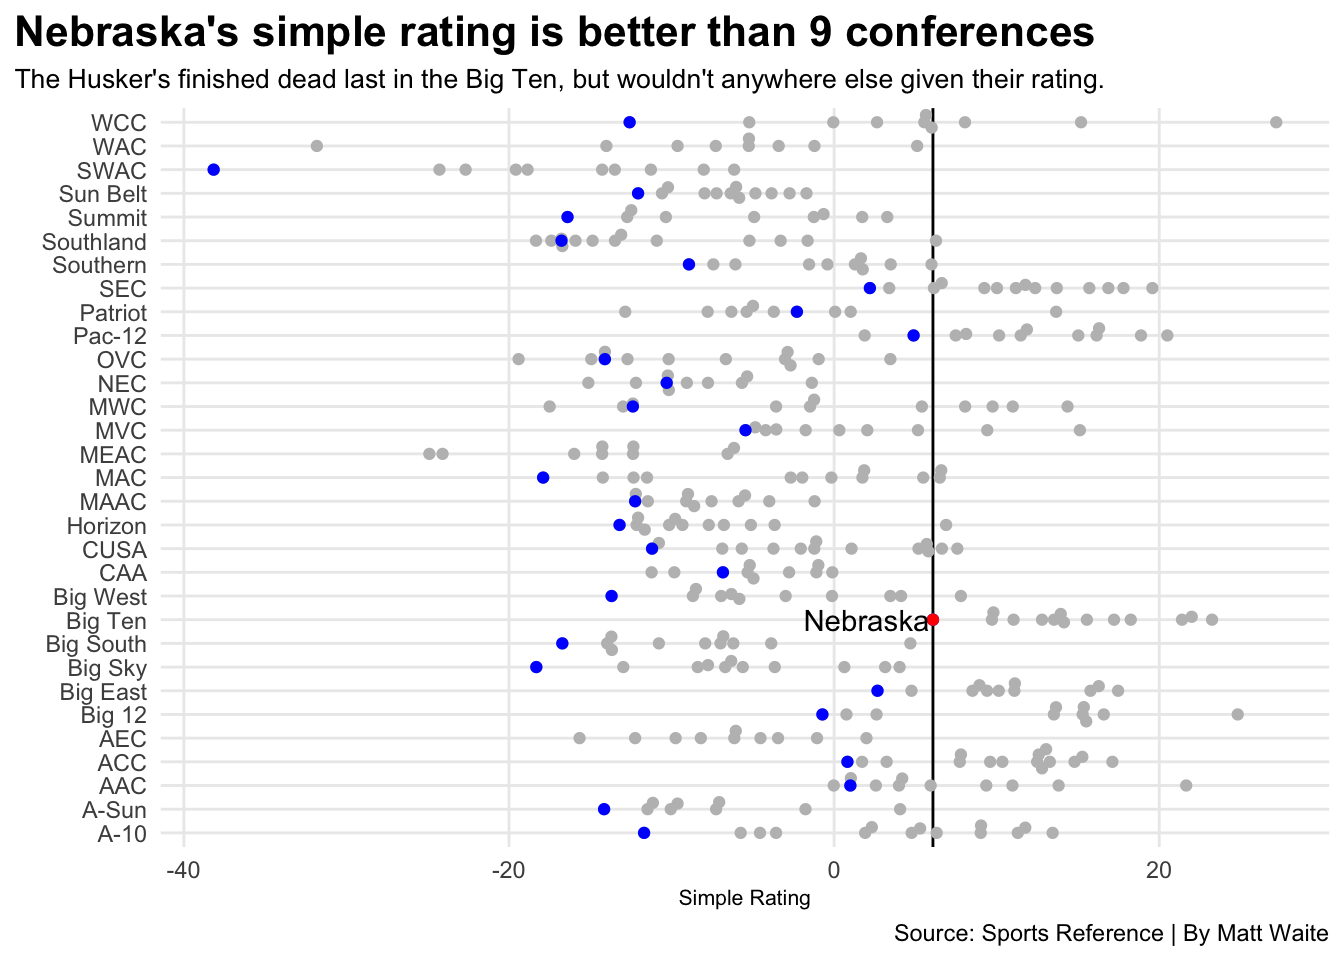 Nebraska's simple rating is better than 9 conferences
The Husker's finished dead last in the Big Ten, but wouldn't anywhere else given their rating.
WCC
WAC
SWAC
Sun Belt
Summit
Southland
Southern
SEC
Patriot
Pac-12
OVC
NEC
MWC
MVC
MEAC
MAC
MAAC
Horizon
CUSA
CAA
Big West
Big Ten
Nebraska
Big South
Big Sky
Big East
Big 12
AEC
ACC
AAC
A-Sun
A-10
-40 -20 0 20
Simple Rating
Source: Sports Reference | By Matt Waite